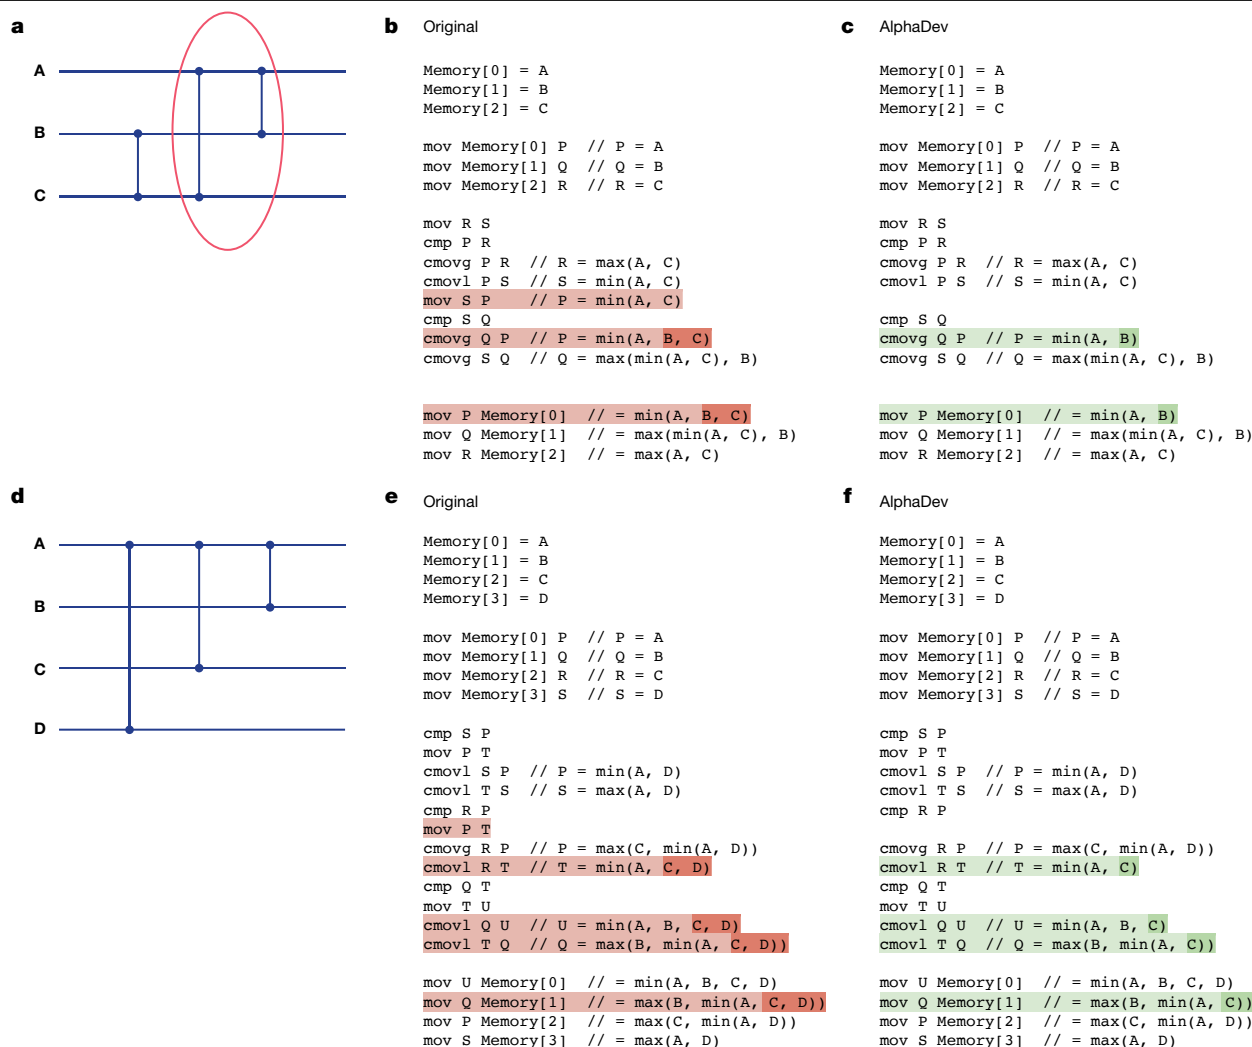 a
A
B
C
b Original
Memory[0] = A
Memory[1] = B
Memory[2] = C
mov Memory[0] P // P = A
mov Memory[1] Q // Q = B
mov Memory[2] R // R = C
mov R S
cmp P R
cmovg P R // R = max(A, C)
cmovl P S // S = min(A, C)
mov S P // P = min(A, C)
cmp S Q
cmovg Q P // P = min(A, B, C)
cmovg S Q // Q = max(min(A, C), B)
mov P Memory[0] // = min(A, B, C)
mov Q Memory[1] // = max(min(A, C), B)
mov R Memory[2] // = max(A, C)
c AlphaDev
Memory[0] = A
Memory[1] = B
Memory[2] = C
mov Memory[0] P // P = A
mov Memory[1] Q // Q = B
mov Memory[2] R // R = C
mov R S
cmp P R
cmovg P R // R = max(A, C)
cmovl P S // S = min(A, C)
cmp S Q
cmovg Q P // P = min(A, B)
cmovg S Q // Q = max(min(A, C), B)
mov P Memory[0] // = min(A, B)
mov Q Memory[1] // = max(min(A, C), B)
mov R Memory[2] // = max(A, C)
d
A
B
C
D
e Original
Memory[0] = A
Memory[1] = B
Memory[2] = C
Memory[3] = D
mov Memory[0] P // P = A
mov Memory[1] Q // Q = B
mov Memory[2] R // R = C
mov Memory[3] S // S = D
cmp S P
mov P T
cmovl S P // P = min(A, D)
cmovl T S // S = max(A, D)
cmp R P
mov P T
cmovg R P // P = max(C, min(A, D))
cmovl R T // T = min(A, C, D)
cmp Q T
mov T U
cmovl Q U // U = min(A, B, C, D)
cmovl T Q // Q = max(B, min(A, C, D))
mov U Memory[0] // = min(A, B, C, D)
mov Q Memory[1] // = max(B, min(A, C, D))
mov P Memory[2] // = max(C, min(A, D))
mov S Memory[3] // = max(A, D)
f AlphaDev
Memory[0] = A
Memory[1] = B
Memory[2] = C
Memory[3] = D
mov Memory[0] P // P = A
mov Memory[1] Q // Q = B
mov Memory[2] R // R = C
mov Memory[3] S // S = D
cmp S P
mov P T
cmovl S P // P = min(A, D)
cmovl T S // S = max(A, D)
cmp R P
cmovg R P // P = max(C, min(A, D))
cmovl R T // T = min(A, C)
cmp Q T
mov T U
cmovl Q U // U = min(A, B, C)
cmovl T Q // Q = max(B, min(A, C))
mov U Memory[0] // = min(A, B, C, D)
mov Q Memory[1] // = max(B, min(A, C))
mov P Memory[2] // = max(C, min(A, D))
mov S Memory[3] // = max(A, D)